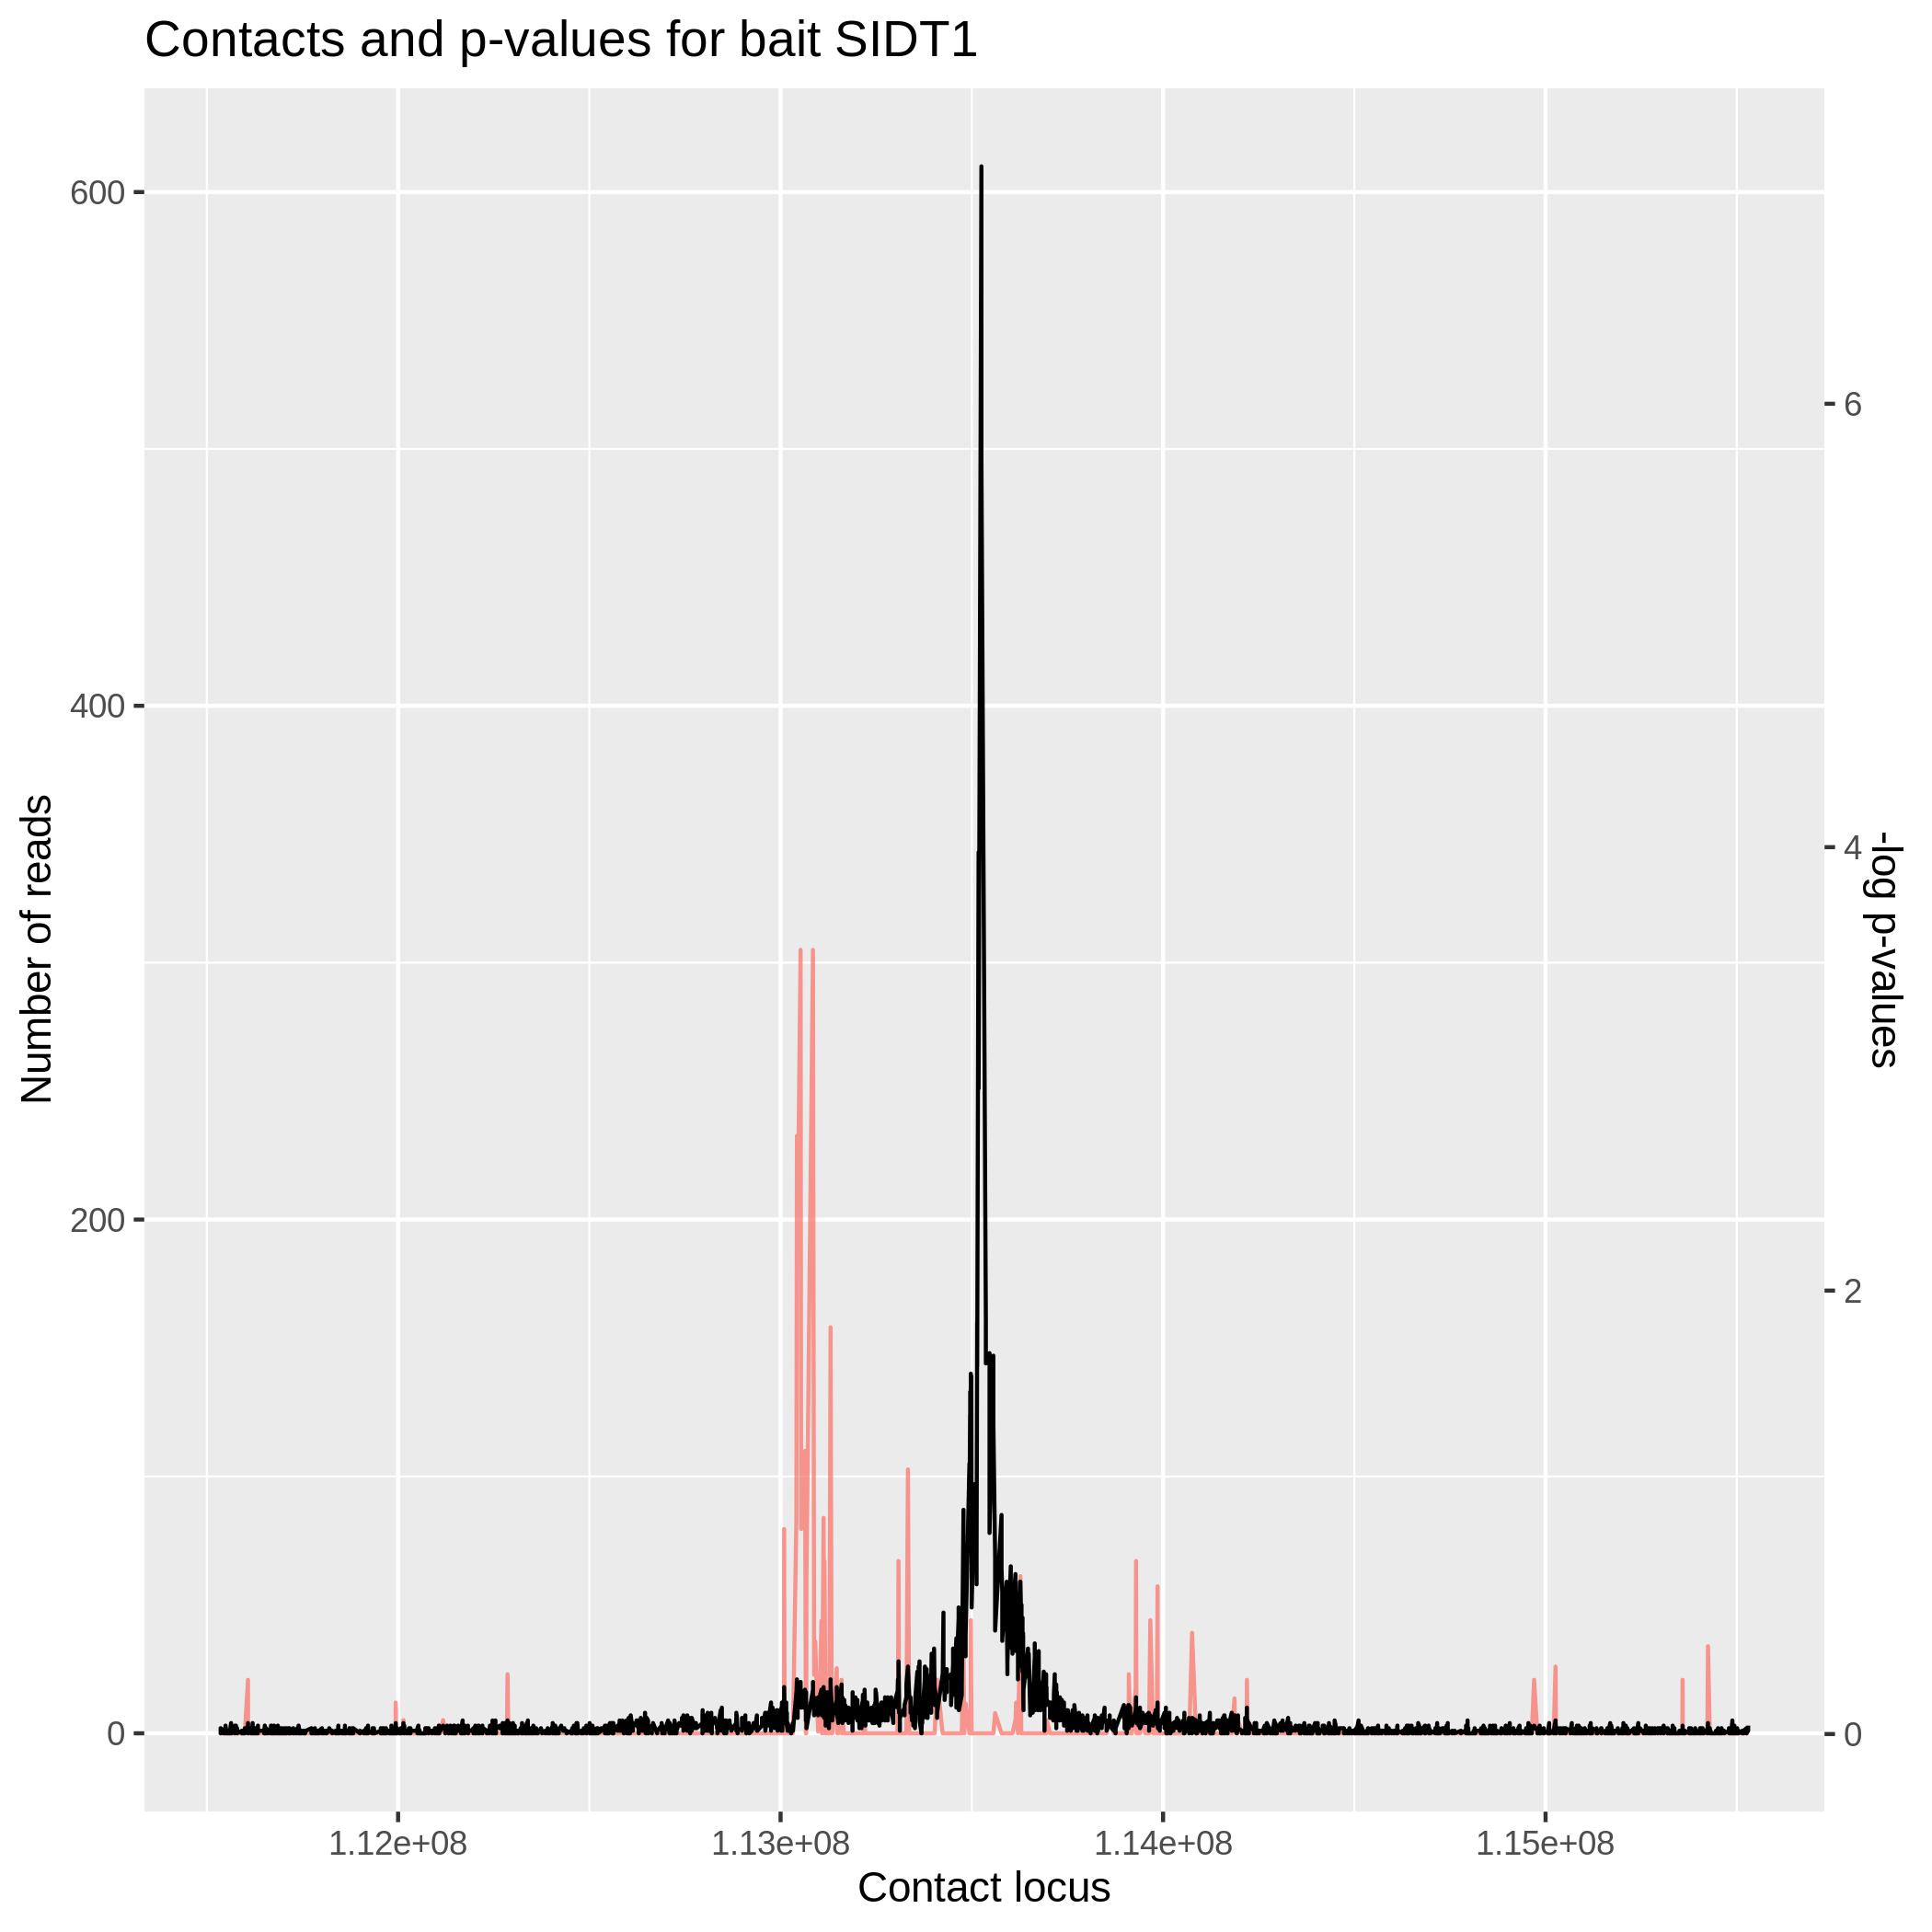 Contacts and p-values for bait SIDT1
600
400
200
0
Number of reads
6
4
2
0
-log p-values
1.12e+08
1.13e+08
1.14e+08
1.15e+08
Contact locus